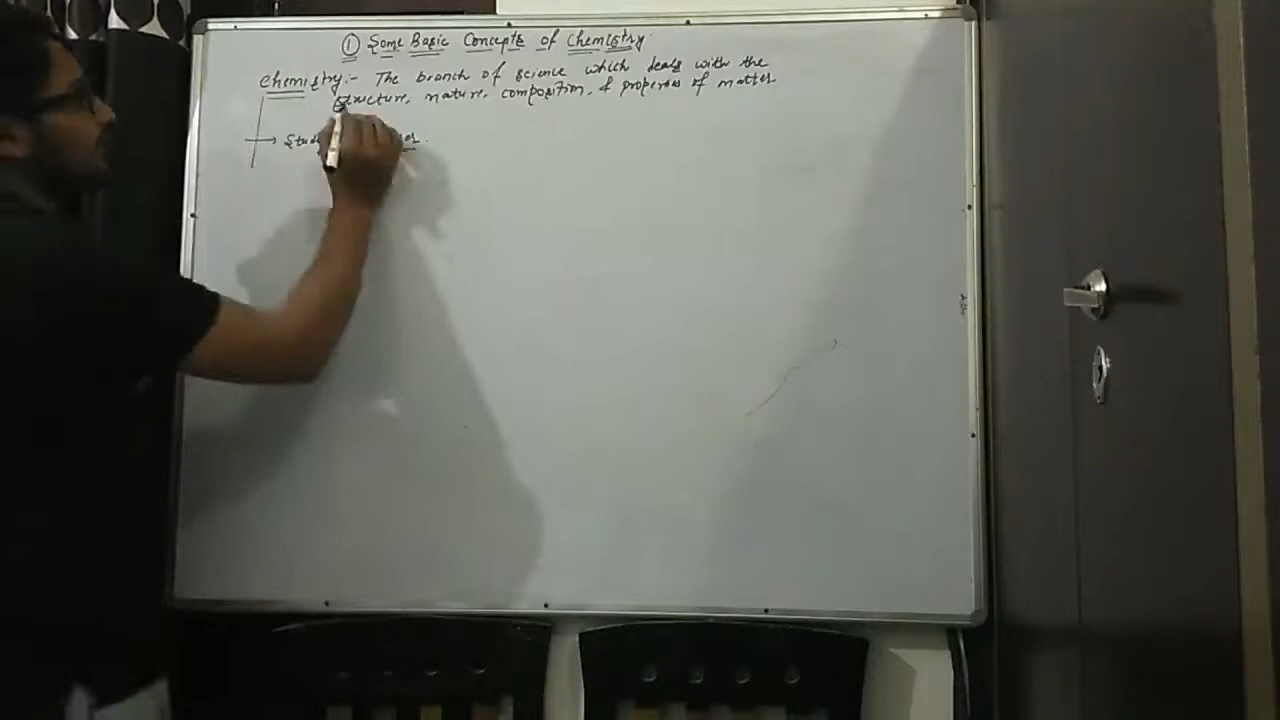 ① Some Basic Concepts of Chemistry
Chemistry:- The branch of science which deals with the
structure, nature, composition, & properties of matter
→